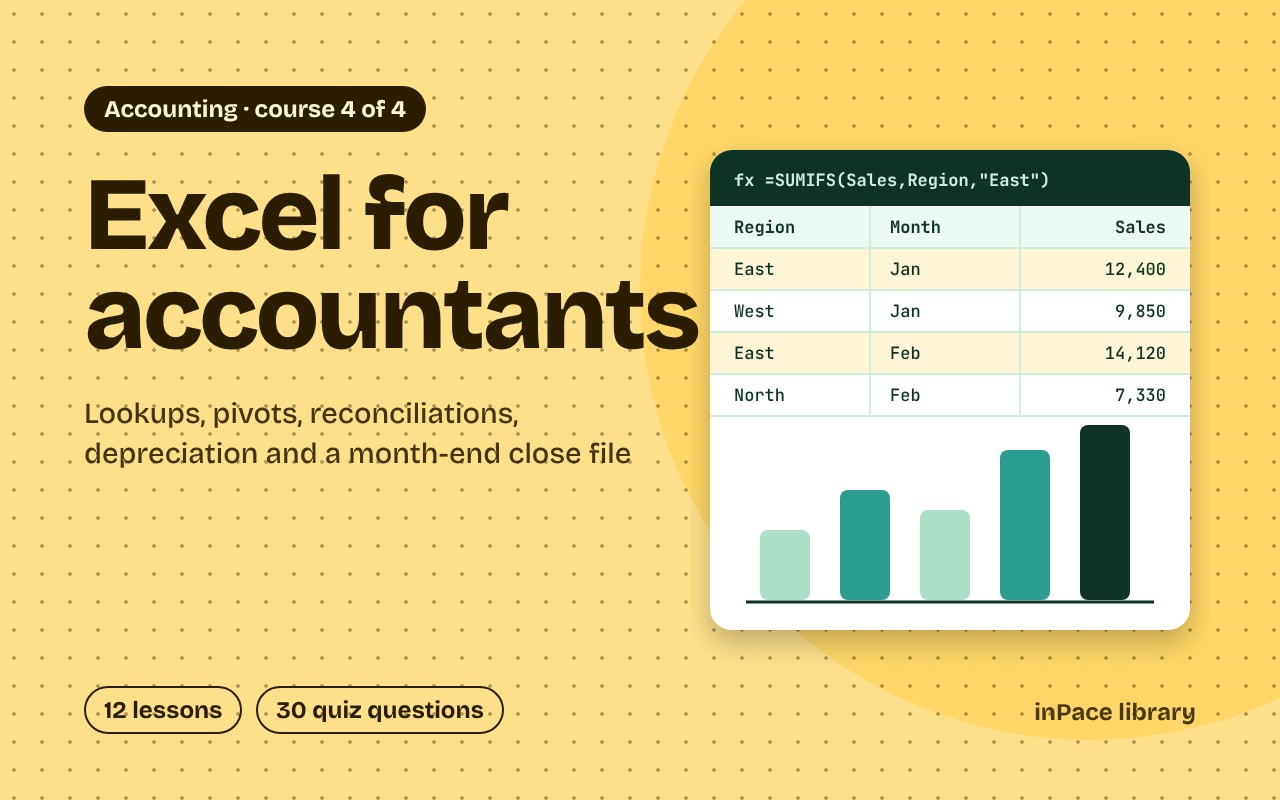 Accounting · course 4 of 4
Excel for
accountants
Lookups, pivots, reconciliations,
depreciation and a month-end close file
fx =SUMIFS(Sales,Region,"East")
Region Month Sales
East Jan 12,400
West Jan 9,850
East Feb 14,120
North Feb 7,330
12 lessons 30 quiz questions
inPace library